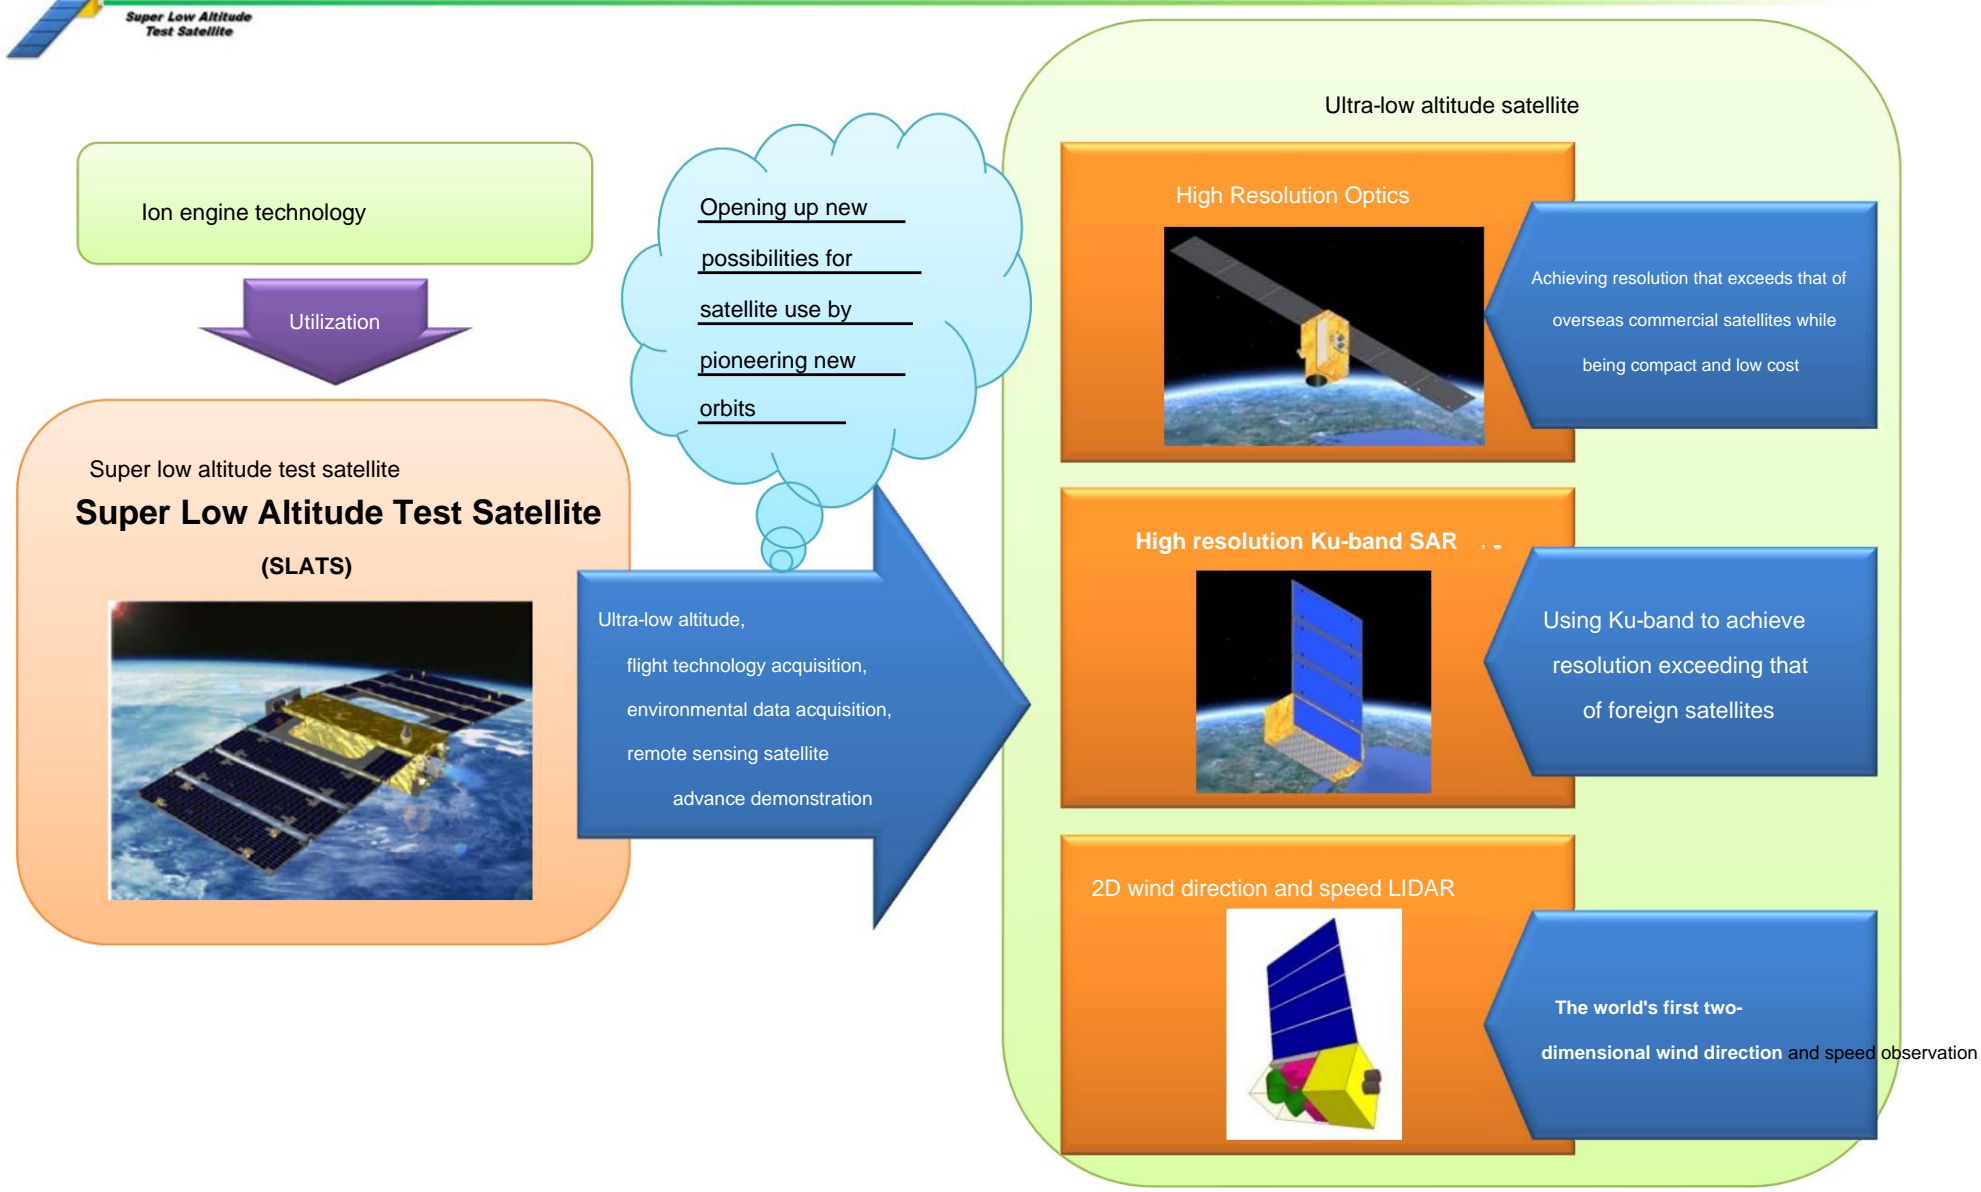 Super Low Altitude
Test Satellite
Ion engine technology
Utilization
Super low altitude test satellite
Super Low Altitude Test Satellite
(SLATS)
Opening up new
possibilities for
satellite use by
pioneering new
orbits
Ultra-low altitude,
flight technology acquisition,
environmental data acquisition,
remote sensing satellite
advance demonstration
Ultra-low altitude satellite
High Resolution Optics
Achieving resolution that exceeds that of
overseas commercial satellites while
being compact and low cost
High resolution Ku-band SAR
Using Ku-band to achieve
resolution exceeding that
of foreign satellites
2D wind direction and speed LIDAR
The world's first two-
dimensional wind direction and speed observation